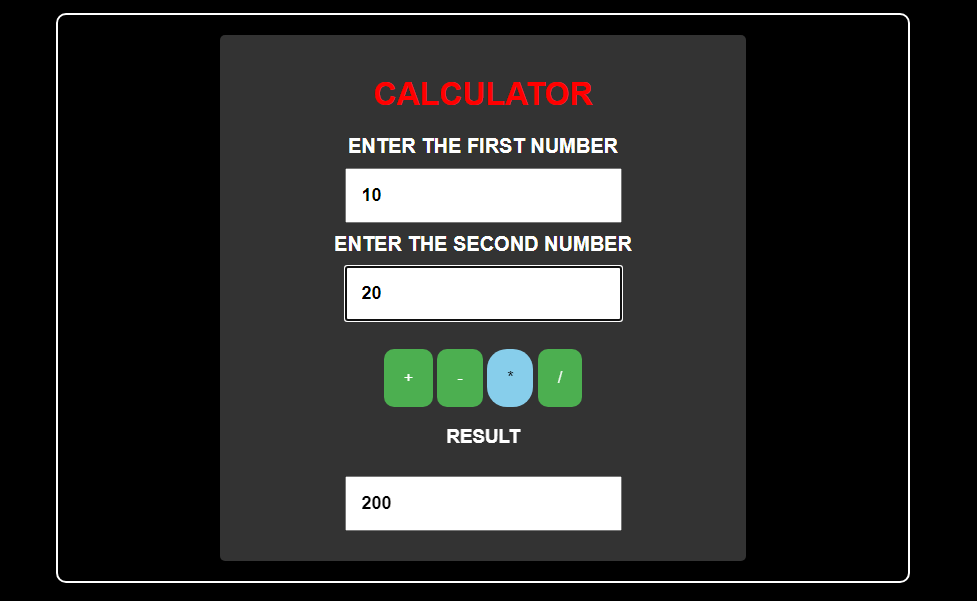 CALCULATOR
ENTER THE FIRST NUMBER
10
ENTER THE SECOND NUMBER
20
+ - * /
RESULT
200